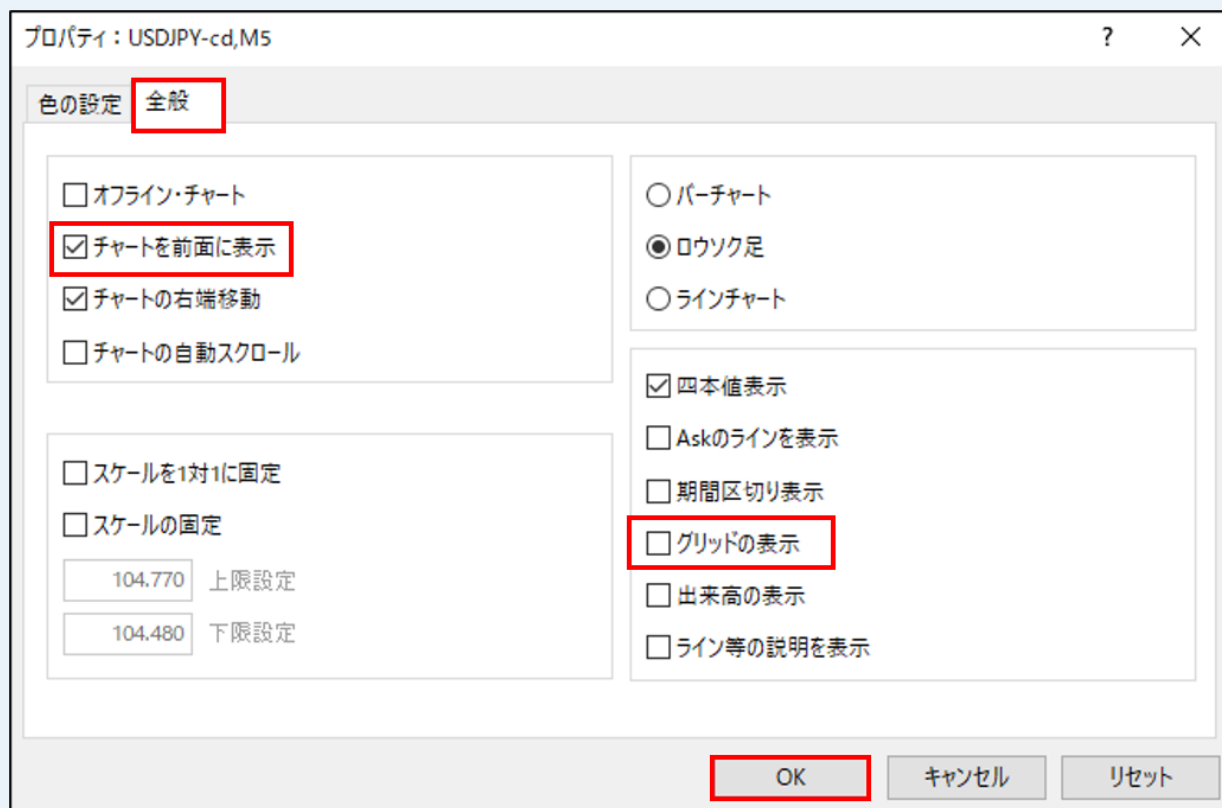 プロパティ：USDJPY-cd,M5
?
色の設定 全般
オフライン・チャート
チャートを前面に表示
チャートの右端移動
チャートの自動スクロール
スケールを1対1に固定
スケールの固定
104.770 上限設定
104.480 下限設定
バーチャート
ロウソク足
ラインチャート
四本値表示
Askのラインを表示
期間区切り表示
グリッドの表示
出来高の表示
ライン等の説明を表示
OK キャンセル リセット